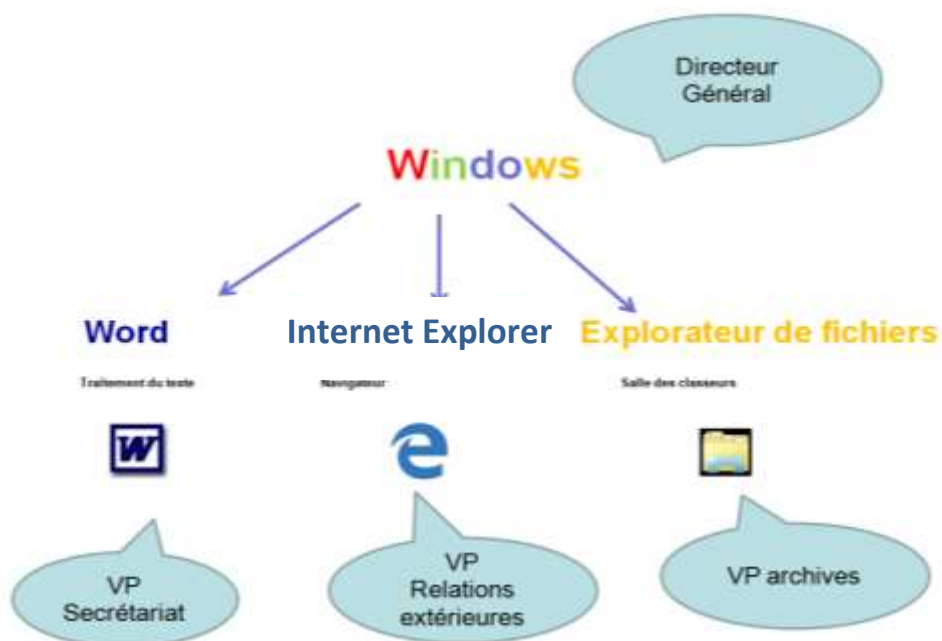 Directeur
Général
Windows
Word
Internet Explorer
Explorateur de fichiers
Traitement du texte
Navigateur
Salle des classeurs
W
e
VP
Secrétariat
VP
Relations
extérieures
VP archives